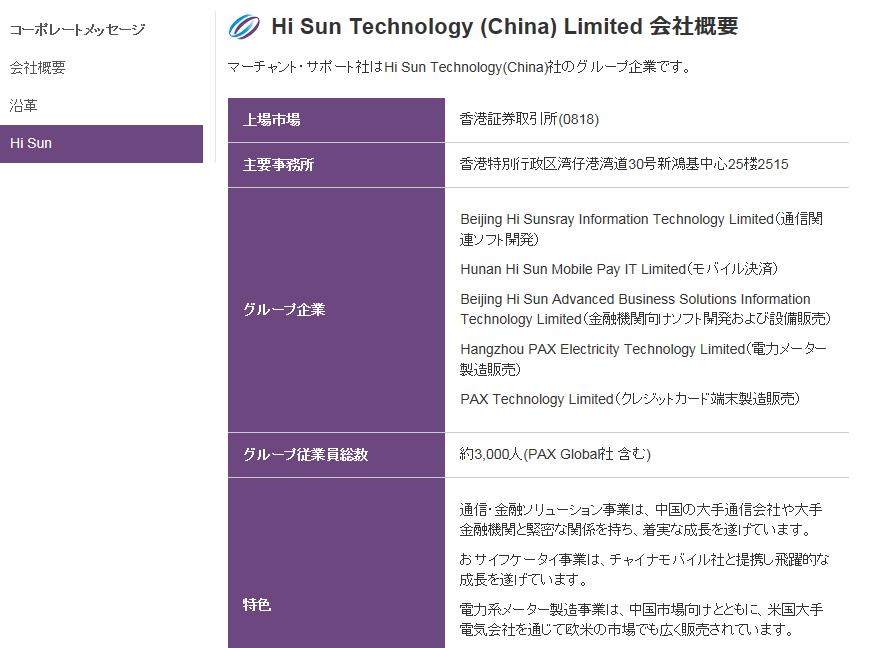 コーポレートメッセージ
会社概要
沿革
Hi Sun
Hi Sun Technology (China) Limited 会社概要
マーチャント・サポート社はHi Sun Technology(China)社のグループ企業です。
上場市場
香港証券取引所(0818)
主要事務所
香港特別行政区湾仔港湾道30号新鴻基中心25楼2515
グループ企業
Beijing Hi Sunsray Information Technology Limited（通信関
連ソフト開発）
Hunan Hi Sun Mobile Pay IT Limited（モバイル決済）
Beijing Hi Sun Advanced Business Solutions Information
Technology Limited（金融機関向けソフト開発および設備販売）
Hangzhou PAX Electricity Technology Limited（電力メーター
製造販売）
PAX Technology Limited（クレジットカード端末製造販売）
グループ従業員総数
約3,000人(PAX Global社 含む)
特色
通信・金融ソリューション事業は、中国の大手通信会社や大手
金融機関と緊密な関係を持ち、着実な成長を遂げています。
おサイフケータイ事業は、チャイナモバイル社と提携し飛躍的な
成長を遂げています。
電力系メーター製造事業は、中国市場向けとともに、米国大手
電気会社を通じて欧米の市場でも広く販売されています。